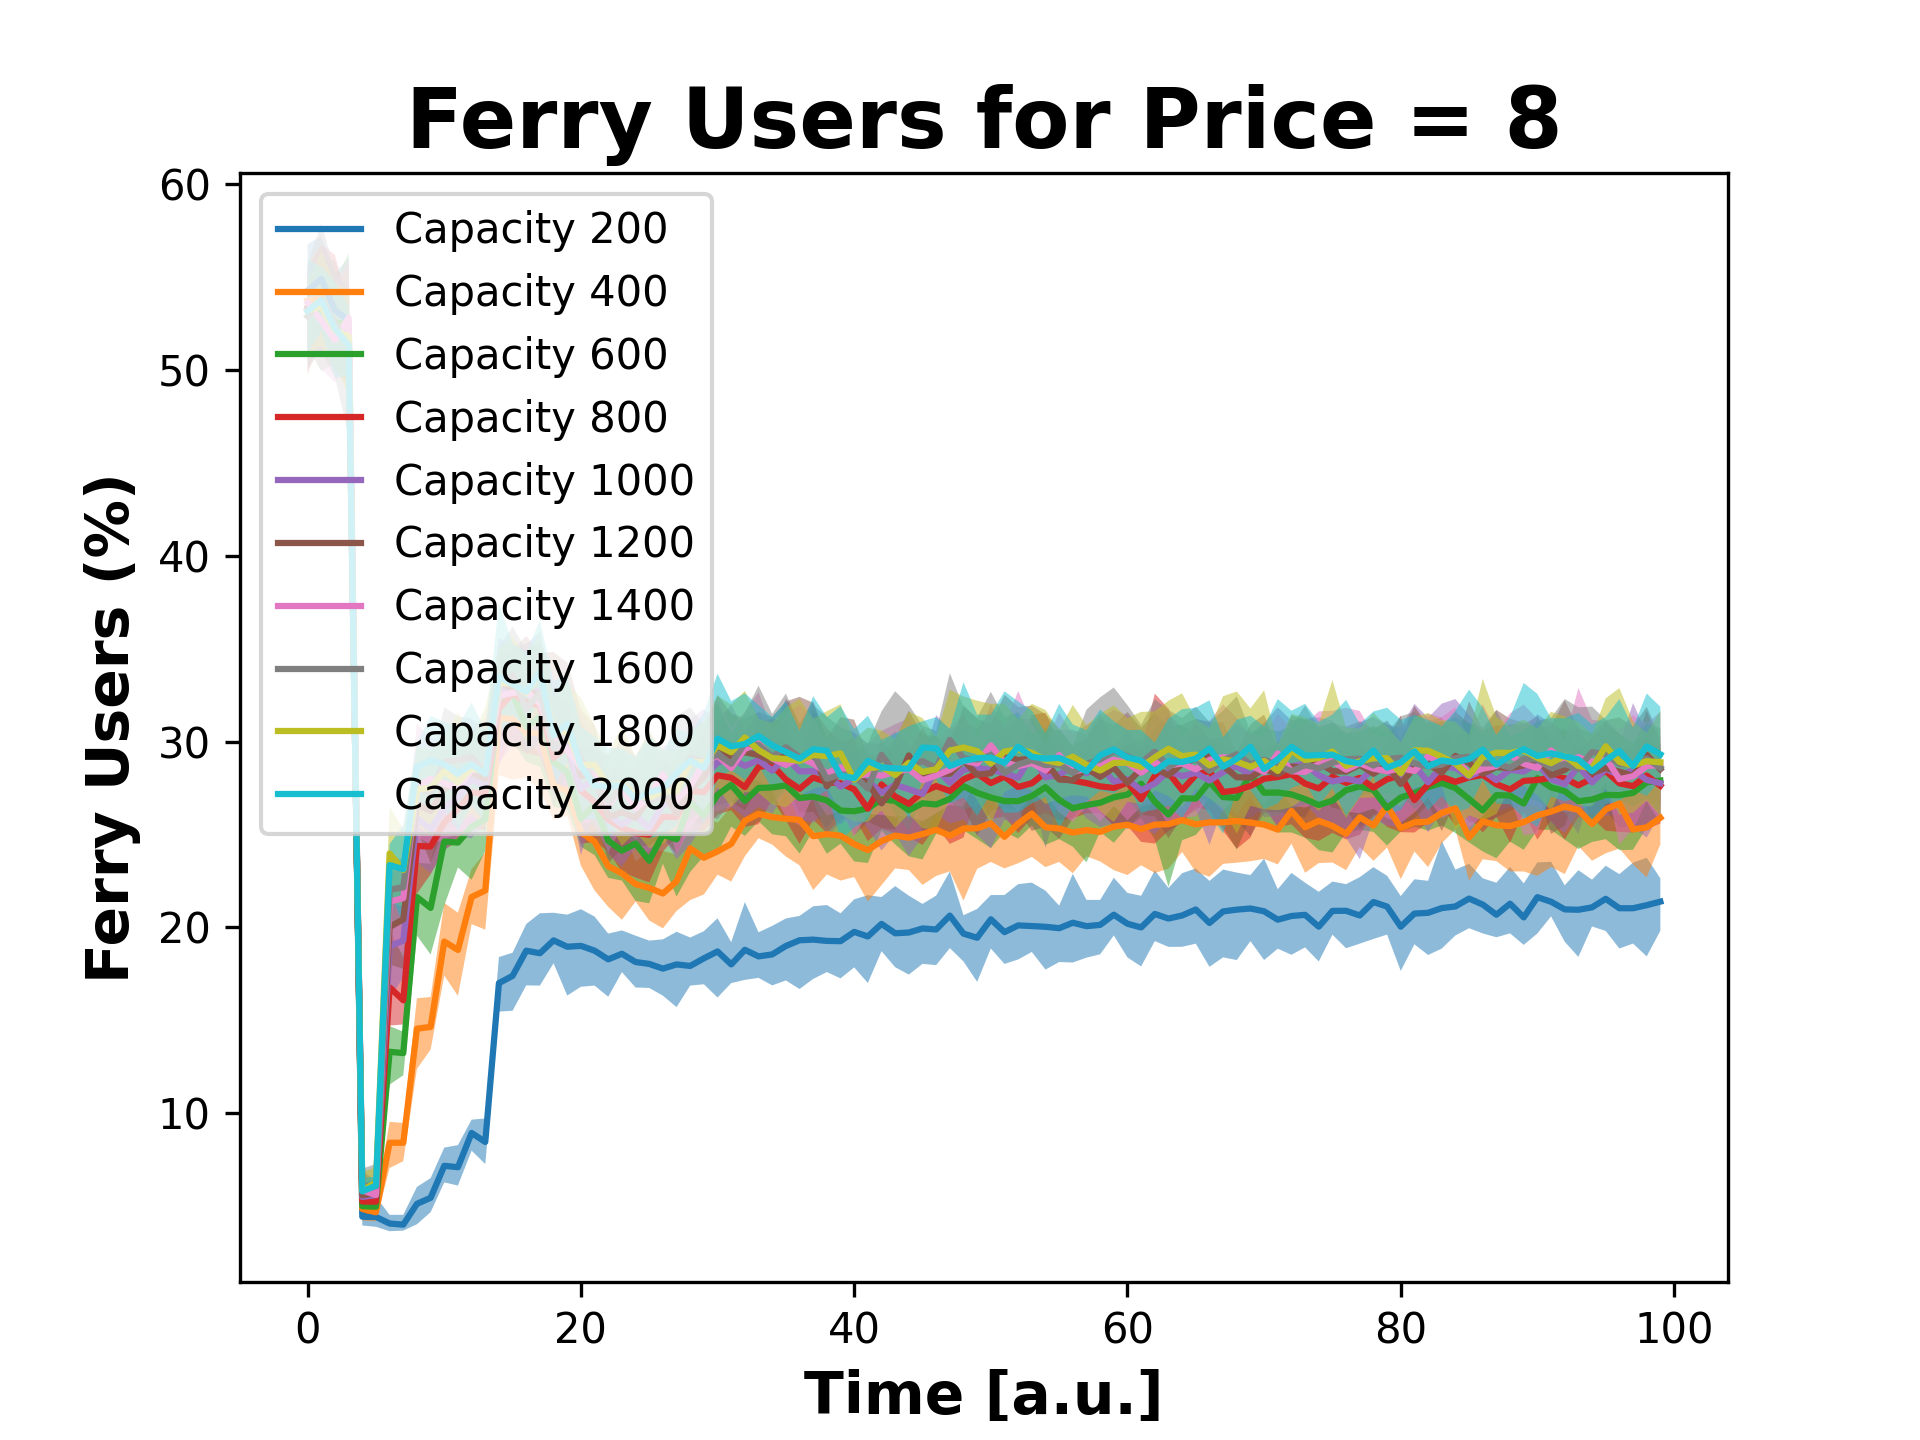 Ferry Users for Price = 8
Ferry Users (%)
60
50
40
30
20
10
Capacity 200
Capacity 400
Capacity 600
Capacity 800
Capacity 1000
Capacity 1200
Capacity 1400
Capacity 1600
Capacity 1800
Capacity 2000
0 20 40 60 80 100
Time [a.u.]